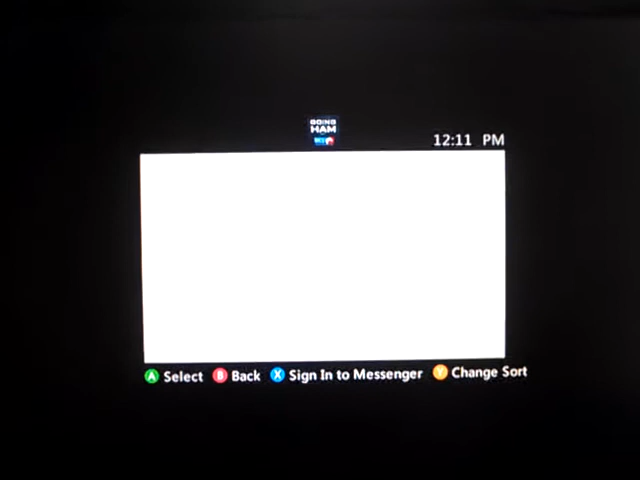 GOING
HAM
12:11 PM
A Select B Back X Sign In to Messenger Y Change Sort